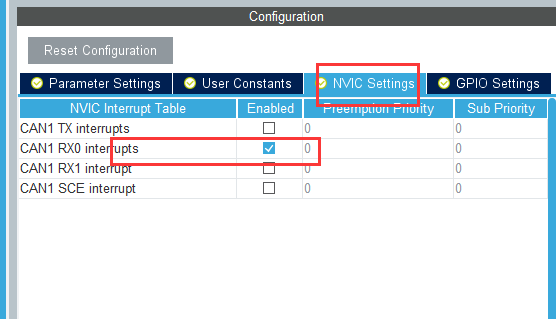 Configuration
Reset Configuration
Parameter Settings User Constants NVIC Settings GPIO Settings
NVIC Interrupt Table Enabled Preemption Priority Sub Priority
CAN1 TX interrupts 0 0
CAN1 RX0 interrupts 0 0
CAN1 RX1 interrupt 0 0
CAN1 SCE interrupt 0 0